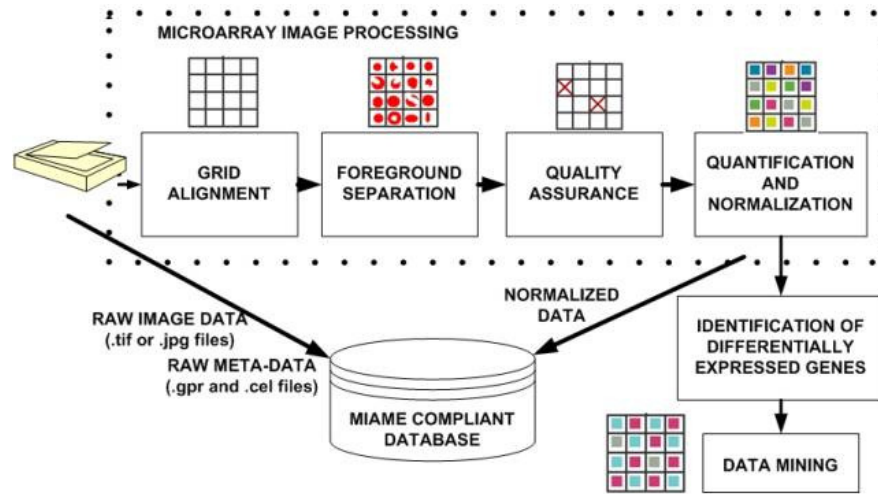 MICROARRAY IMAGE PROCESSING
GRID
ALIGNMENT
FOREGROUND
SEPARATION
QUALITY
ASSURANCE
QUANTIFICATION
AND
NORMALIZATION
RAW IMAGE DATA
(.tif or .jpg files)
RAW META-DATA
(.gpr and .cel files)
NORMALIZED
DATA
MIAME COMPLIANT
DATABASE
IDENTIFICATION OF
DIFFERENTIALLY
EXPRESSED GENES
DATA MINING